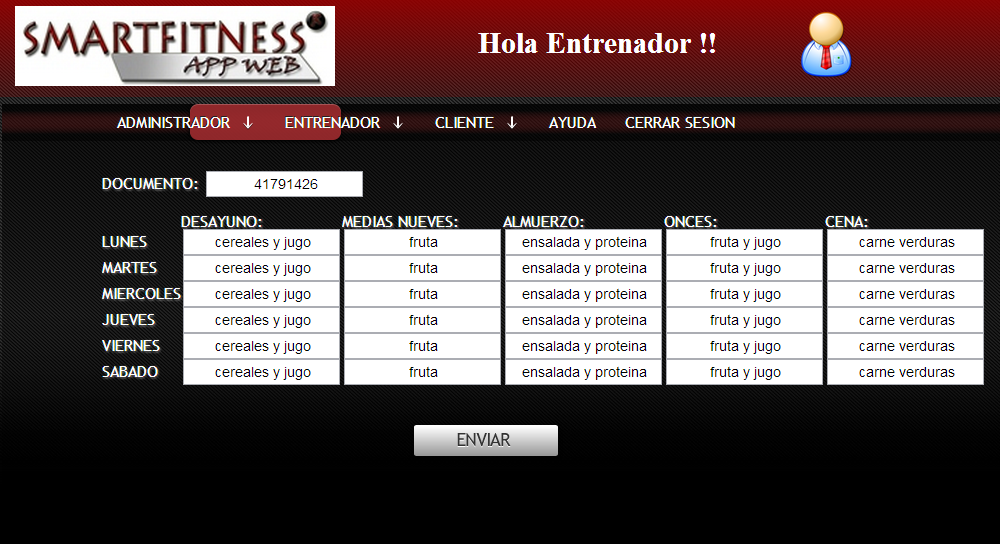 SMARTFITNESS
APP WEB
Hola Entrenador !!
ADMINISTRADOR ↓ ENTRENADOR ↓ CLIENTE ↓ AYUDA CERRAR SESION
DOCUMENTO: 41791426
DESAYUNO: MEDIAS NUEVES: ALMUERZO: ONCES: CENA:
LUNES cereales y jugo fruta ensalada y proteina fruta y jugo carne verduras
MARTES cereales y jugo fruta ensalada y proteina fruta y jugo carne verduras
MIERCOLES cereales y jugo fruta ensalada y proteina fruta y jugo carne verduras
JUEVES cereales y jugo fruta ensalada y proteina fruta y jugo carne verduras
VIERNES cereales y jugo fruta ensalada y proteina fruta y jugo carne verduras
SABADO cereales y jugo fruta ensalada y proteina fruta y jugo carne verduras
ENVIAR